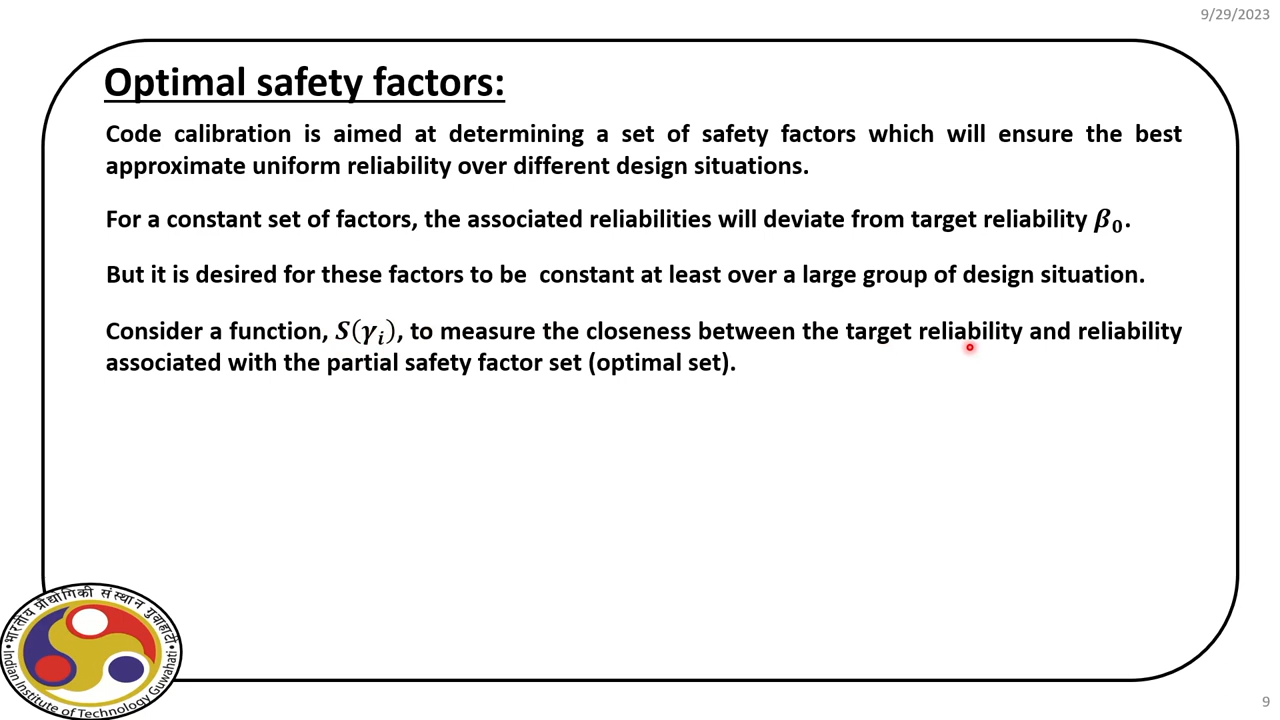 9/29/2023
Optimal safety factors:
Code calibration is aimed at determining a set of safety factors which will ensure the best
approximate uniform reliability over different design situations.
For a constant set of factors, the associated reliabilities will deviate from target reliability β₀.
But it is desired for these factors to be constant at least over a large group of design situation.
Consider a function, S(γᵢ), to measure the closeness between the target reliability and reliability
associated with the partial safety factor set (optimal set).
भारतीय प्रौद्योगिकी संस्थान गुवाहाटी
Indian Institute of Technology Guwahati
9